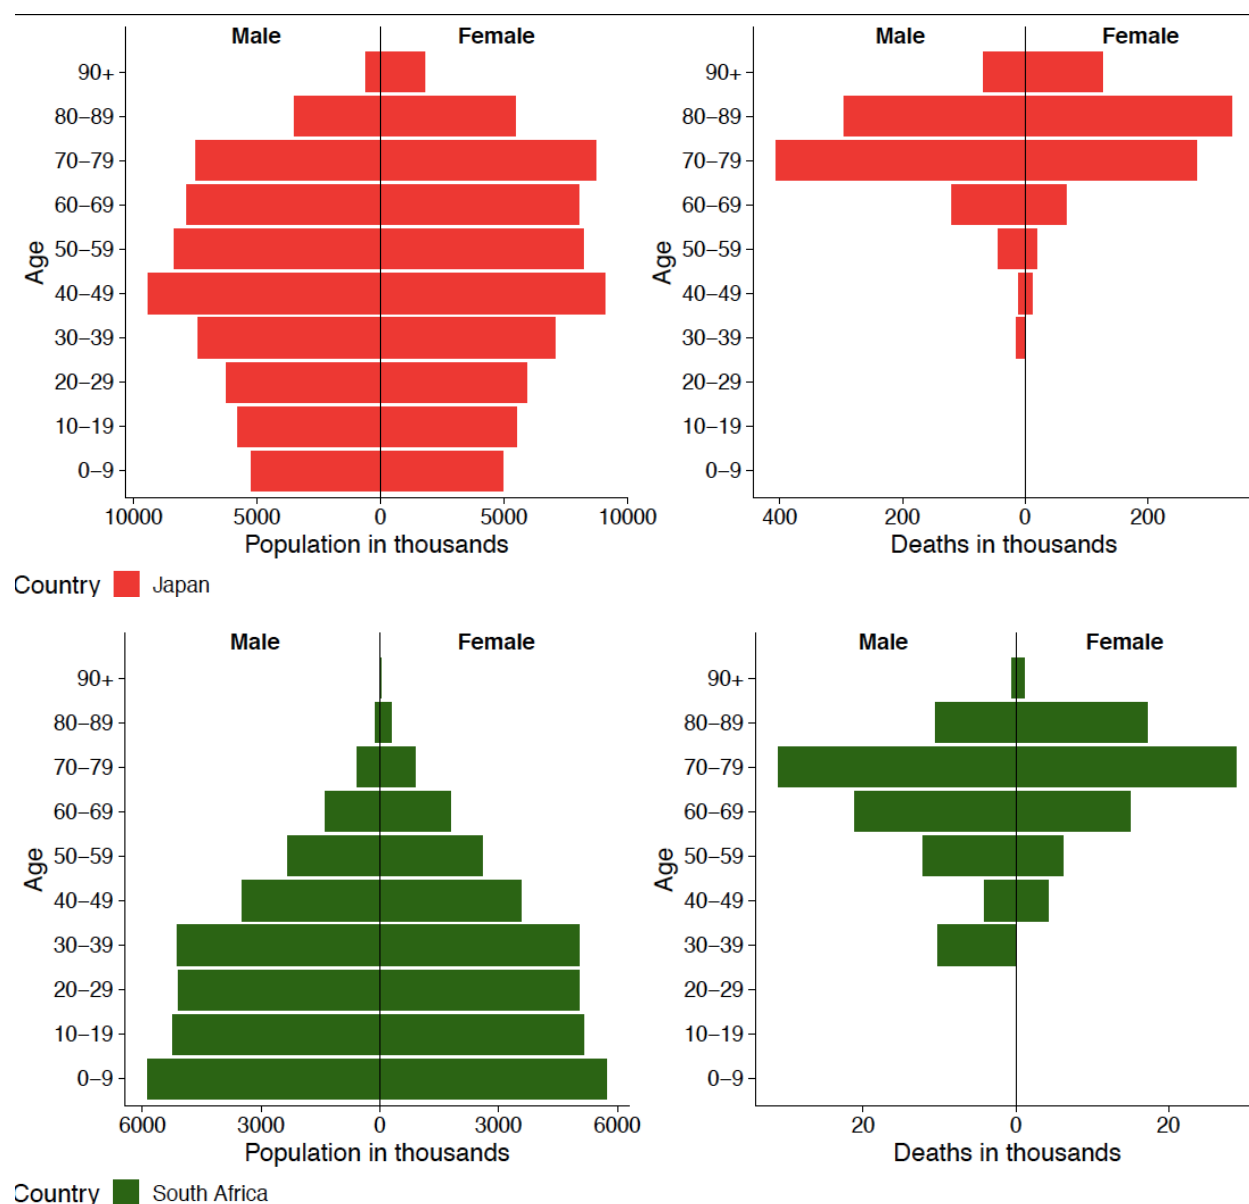 Male Female Male Female
90+ 90+
80–89 80–89
70–79 70–79
60–69 60–69
50–59 50–59
Age Age
40–49 40–49
30–39 30–39
20–29 20–29
10–19 10–19
0–9 0–9
10000 5000 0 5000 10000 400 200 0 200
Population in thousands Deaths in thousands
Country Japan
Male Female Male Female
90+ 90+
80–89 80–89
70–79 70–79
60–69 60–69
50–59 50–59
Age Age
40–49 40–49
30–39 30–39
20–29 20–29
10–19 10–19
0–9 0–9
6000 3000 0 3000 6000 20 0 20
Population in thousands Deaths in thousands
Country South Africa